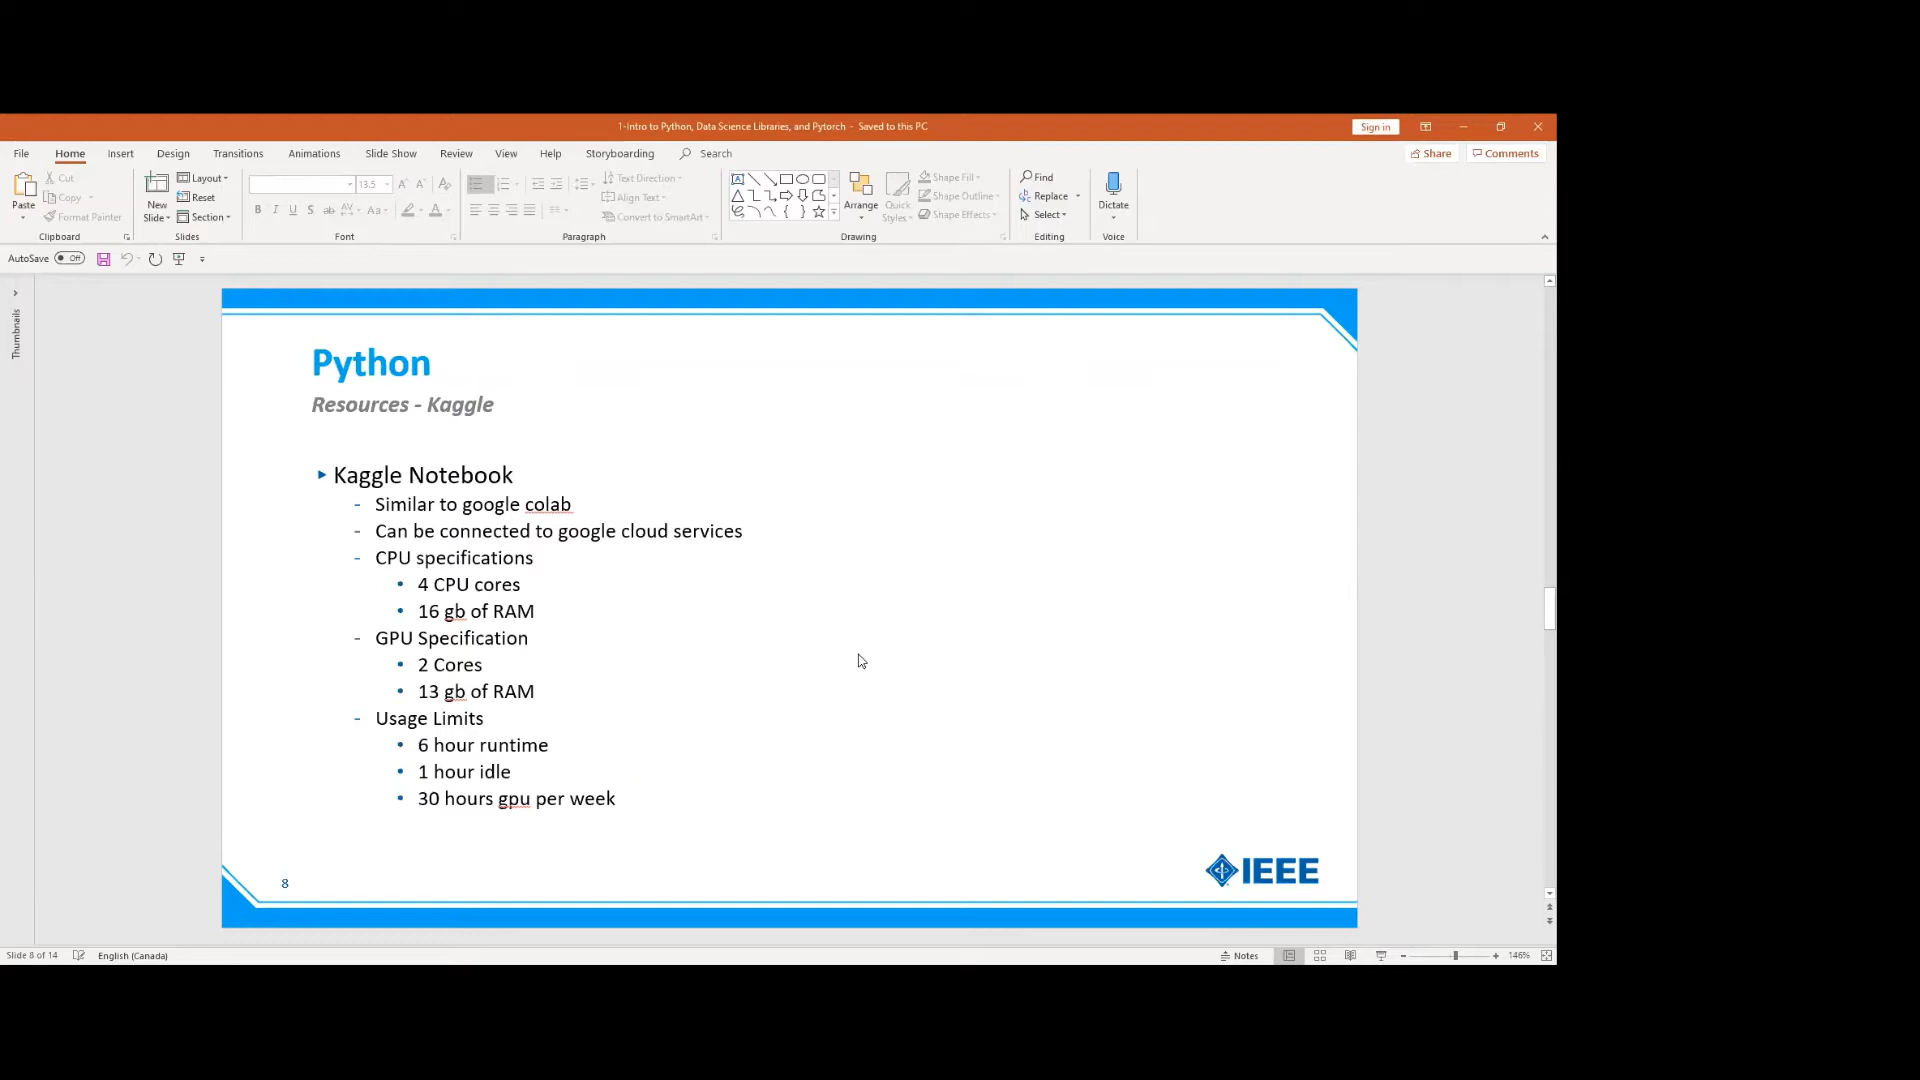 1-Intro to Python, Data Science Libraries, and Pytorch - Saved to this PC
Sign in
File Home Insert Design Transitions Animations Slide Show Review View Help Storyboarding Search
Share Comments
Paste
Cut
Copy
Format Painter
Clipboard
New Slide
Layout
Reset
Section
Slides
13.5
Font
Text Direction
Align Text
Convert to SmartArt
Paragraph
Arrange
Quick Styles
Shape Fill
Shape Outline
Shape Effects
Drawing
Find
Replace
Select
Editing
Dictate
Voice
AutoSave Off
Thumbnails
Python
Resources - Kaggle
Kaggle Notebook
- Similar to google colab
- Can be connected to google cloud services
- CPU specifications
• 4 CPU cores
• 16 gb of RAM
- GPU Specification
• 2 Cores
• 13 gb of RAM
- Usage Limits
• 6 hour runtime
• 1 hour idle
• 30 hours gpu per week
8
IEEE
Slide 8 of 14 English (Canada) Notes 146%